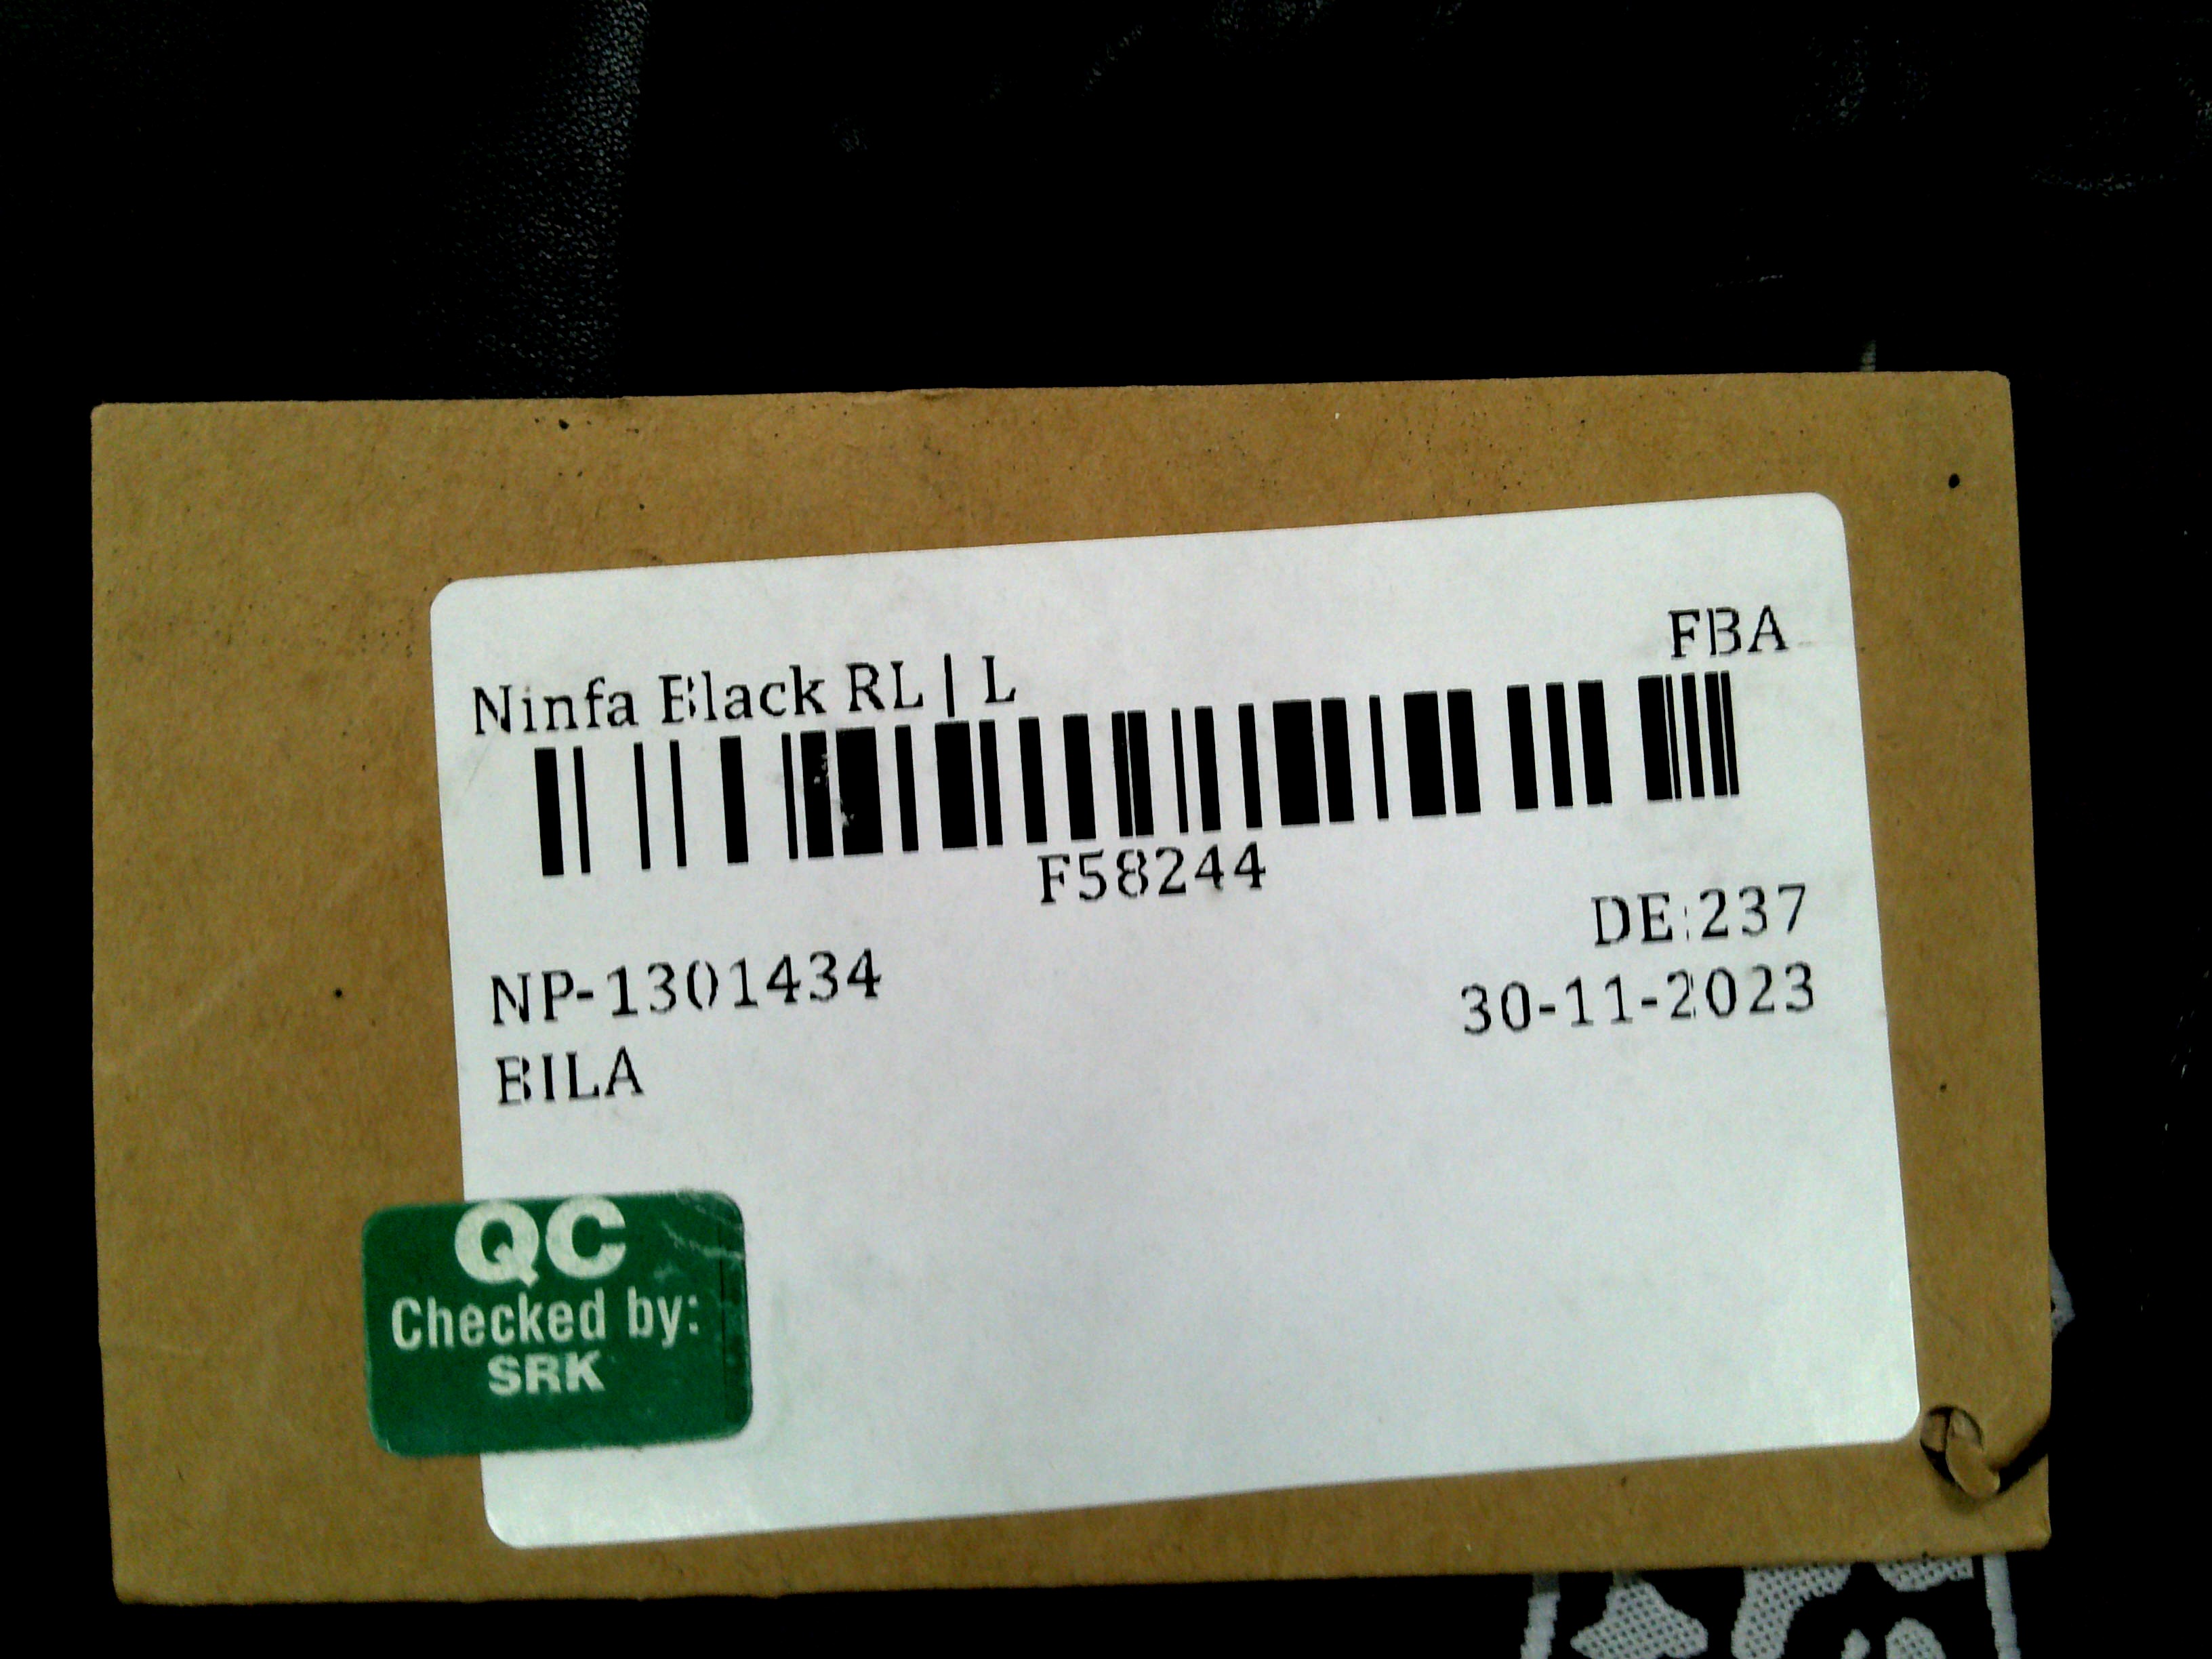 FBA
Ninfa Black RL | L
F58244
DE:237
NP-1301434
30-11-2023
BILA
QC
Checked by:
SRK